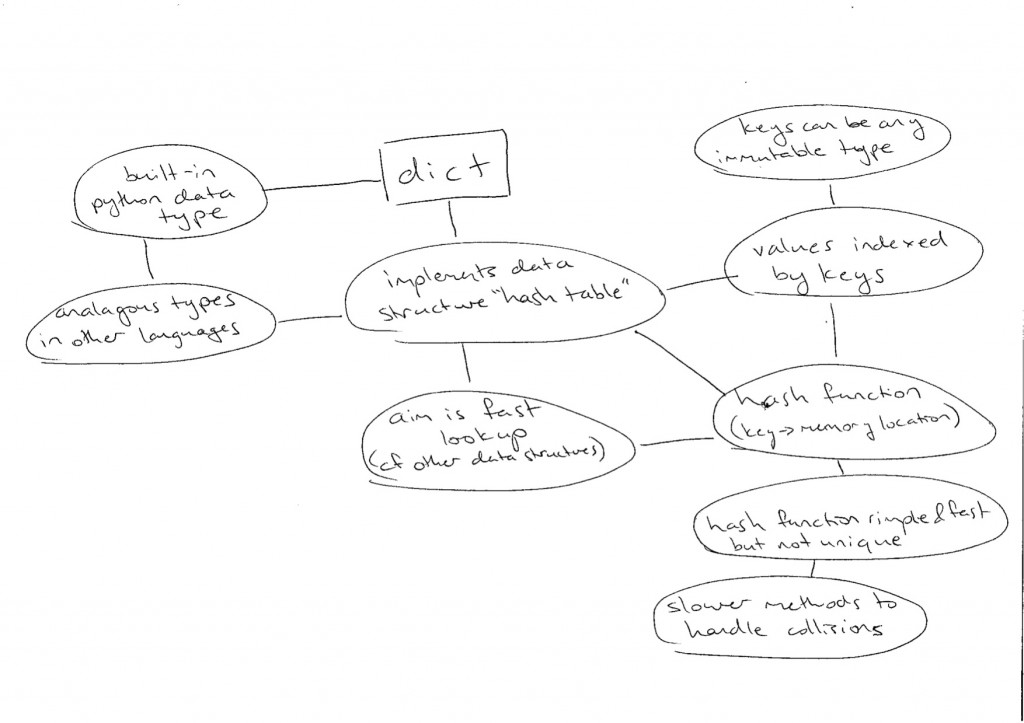 dict
built-in
python data
type
analagous types
in other languages
implements data
structure "hash table"
keys can be any
immutable type
values indexed
by keys
aim is fast
lookup
(cf other data structures)
hash function
(key→memory location)
hash function simple & fast
but not unique
slower methods to
handle collisions